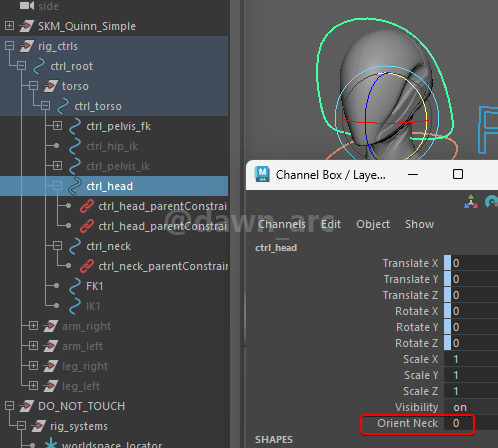 side
SKM_Quinn_Simple
rig_ctrls
ctrl_root
torso
ctrl_torso
ctrl_pelvis_fk
ctrl_hip_ik
ctrl_pelvis_ik
ctrl_head
ctrl_head_parentConstrai
ctrl_head_parentConstrai
ctrl_neck
ctrl_neck_parentConstrain
FK1
IK1
arm_right
arm_left
leg_right
leg_left
DO_NOT_TOUCH
rig_systems
worldspace_locator
@dawn_arc
M
Channel Box / Laye...
Channels Edit Object Show
ctrl_head
Translate X 0
Translate Y 0
Translate Z 0
Rotate X 0
Rotate Y 0
Rotate Z 0
Scale X 1
Scale Y 1
Scale Z 1
Visibility on
Orient Neck 0
SHAPES